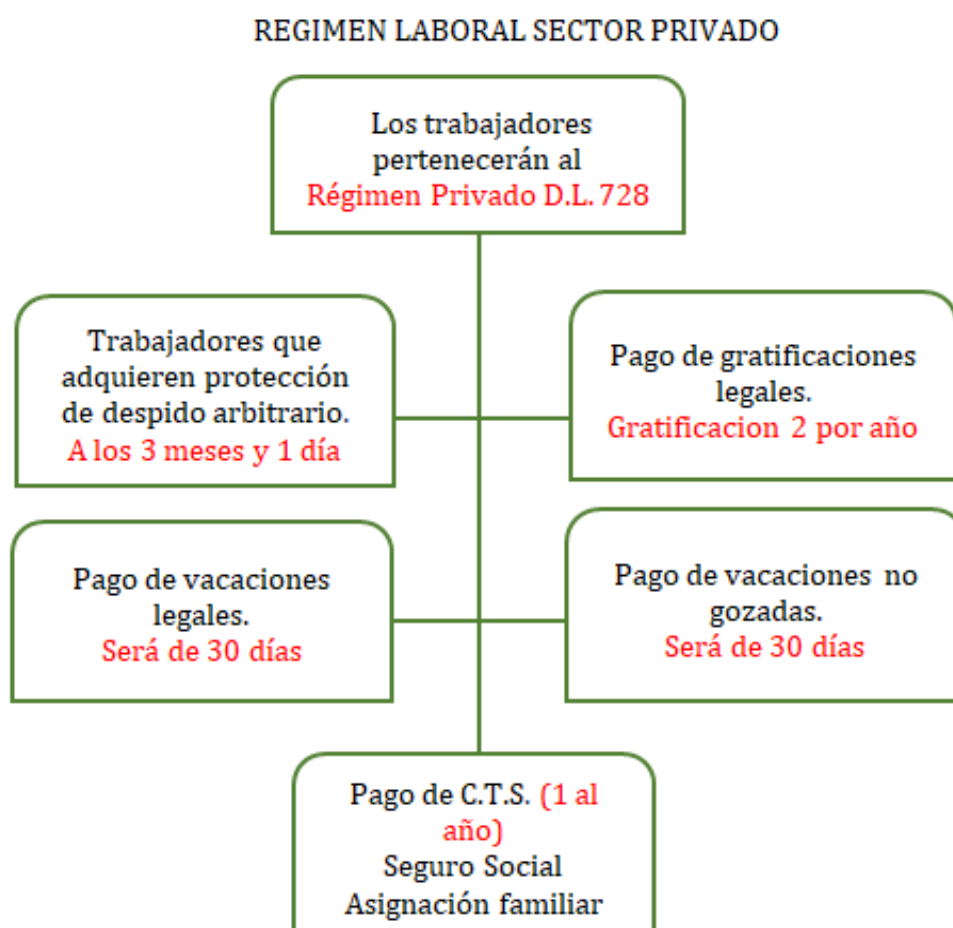 REGIMEN LABORAL SECTOR PRIVADO
Los trabajadores
pertenecerán al
Régimen Privado D.L. 728
Trabajadores que
adquieren protección
de despido arbitrario.
A los 3 meses y 1 día
Pago de gratificaciones
legales.
Gratificacion 2 por año
Pago de vacaciones
legales.
Será de 30 días
Pago de vacaciones no
gozadas.
Será de 30 días
Pago de C.T.S. (1 al
año)
Seguro Social
Asignación familiar